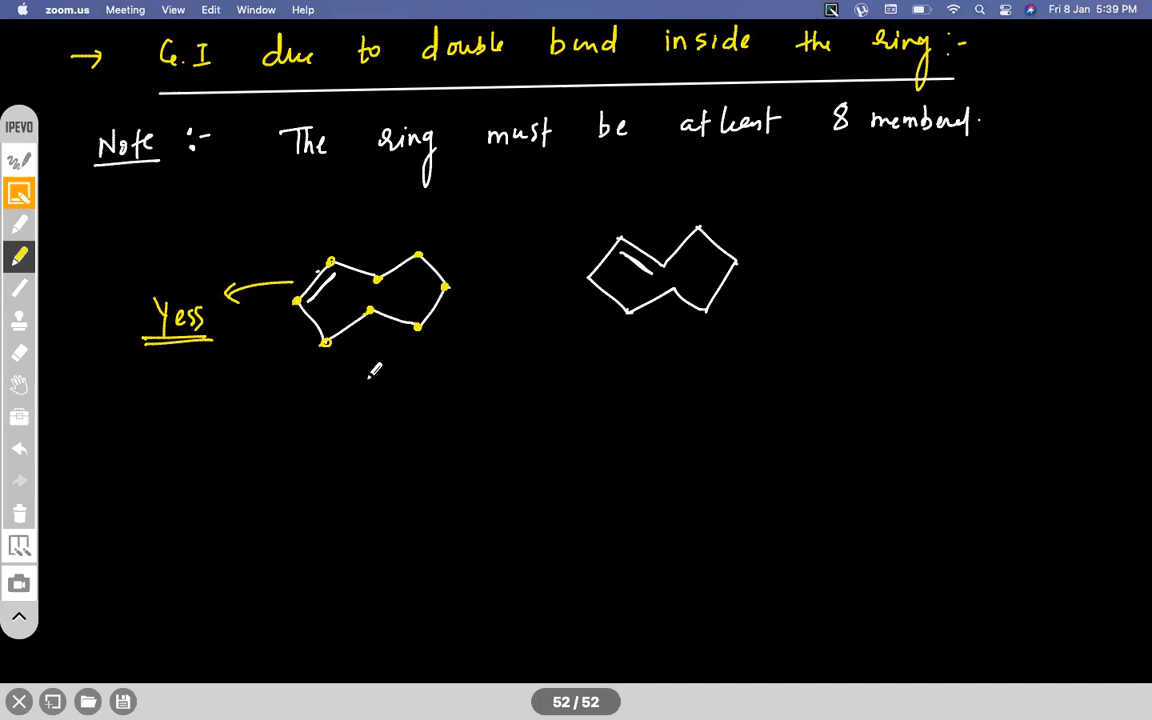 zoom.us Meeting View Edit Window Help Fri 8 Jan 5:39 PM
→ G.I due to double bond inside the ring :-
IPEVO
Note :- The ring must be atleast 8 membered.
Yess
52 / 52